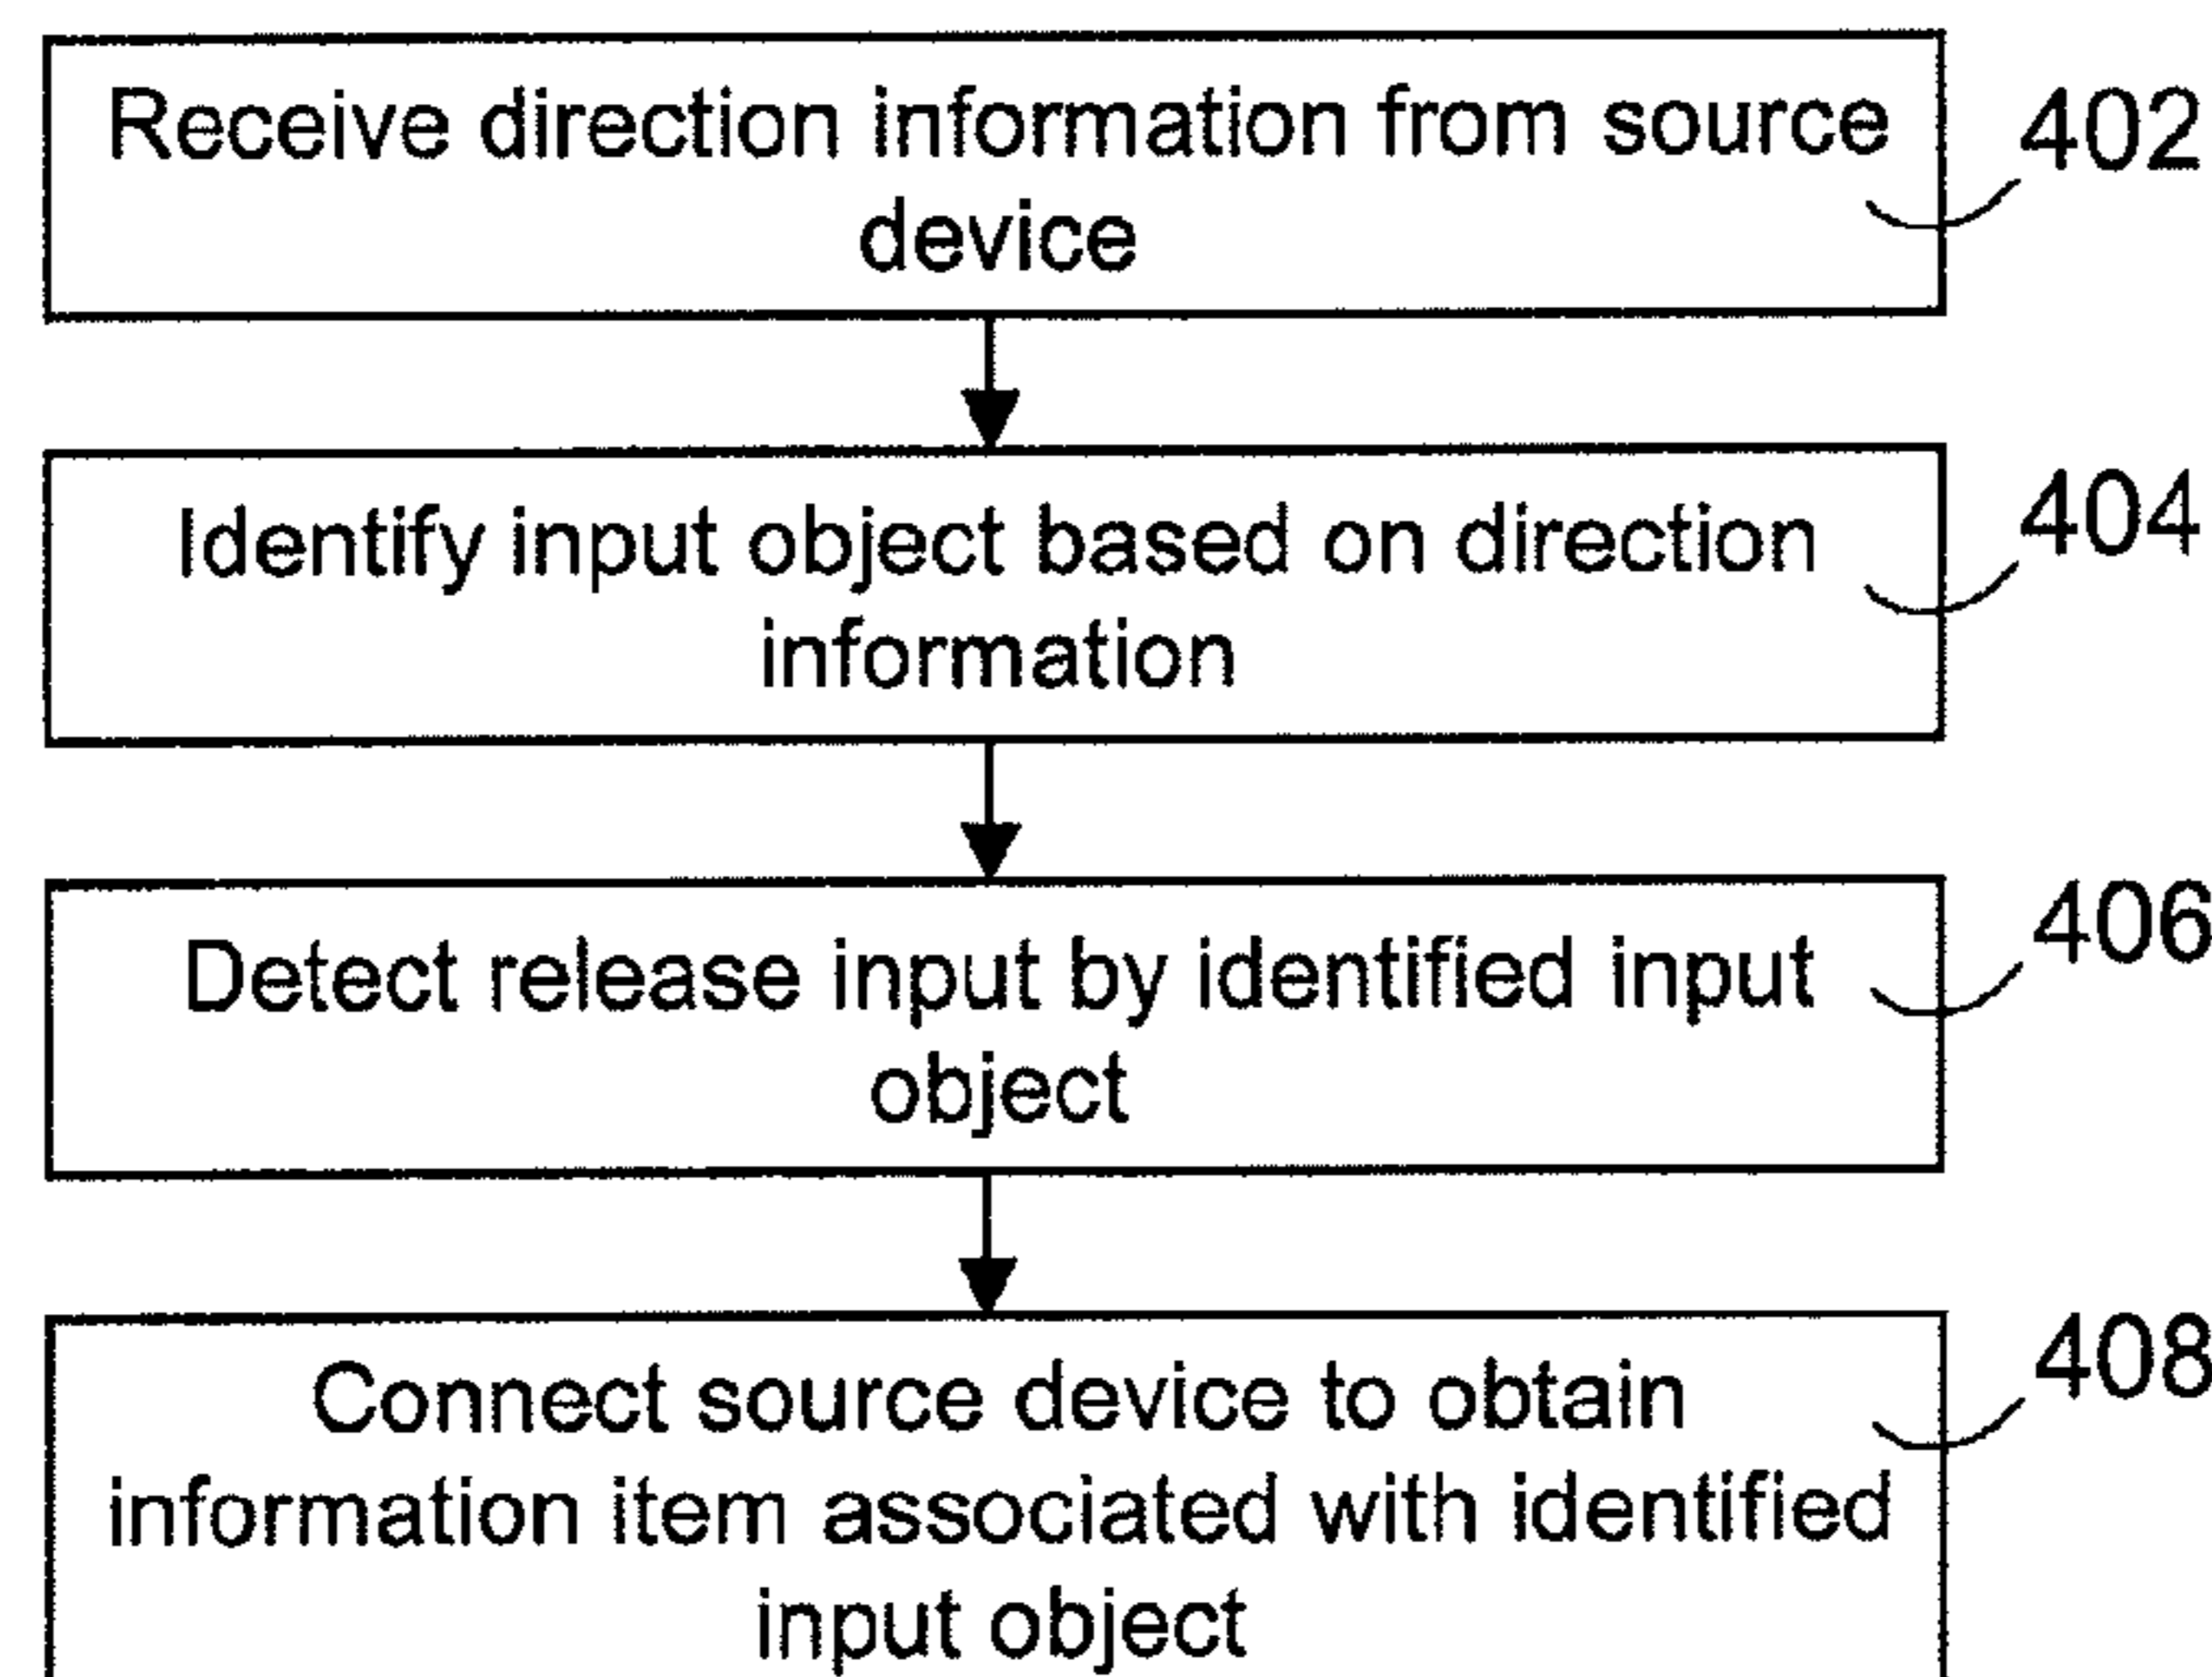 Receive direction information from source
device
402
Identify input object based on direction
information
404
Detect release input by identified input
object
406
Connect source device to obtain
information item associated with identified
input object
408